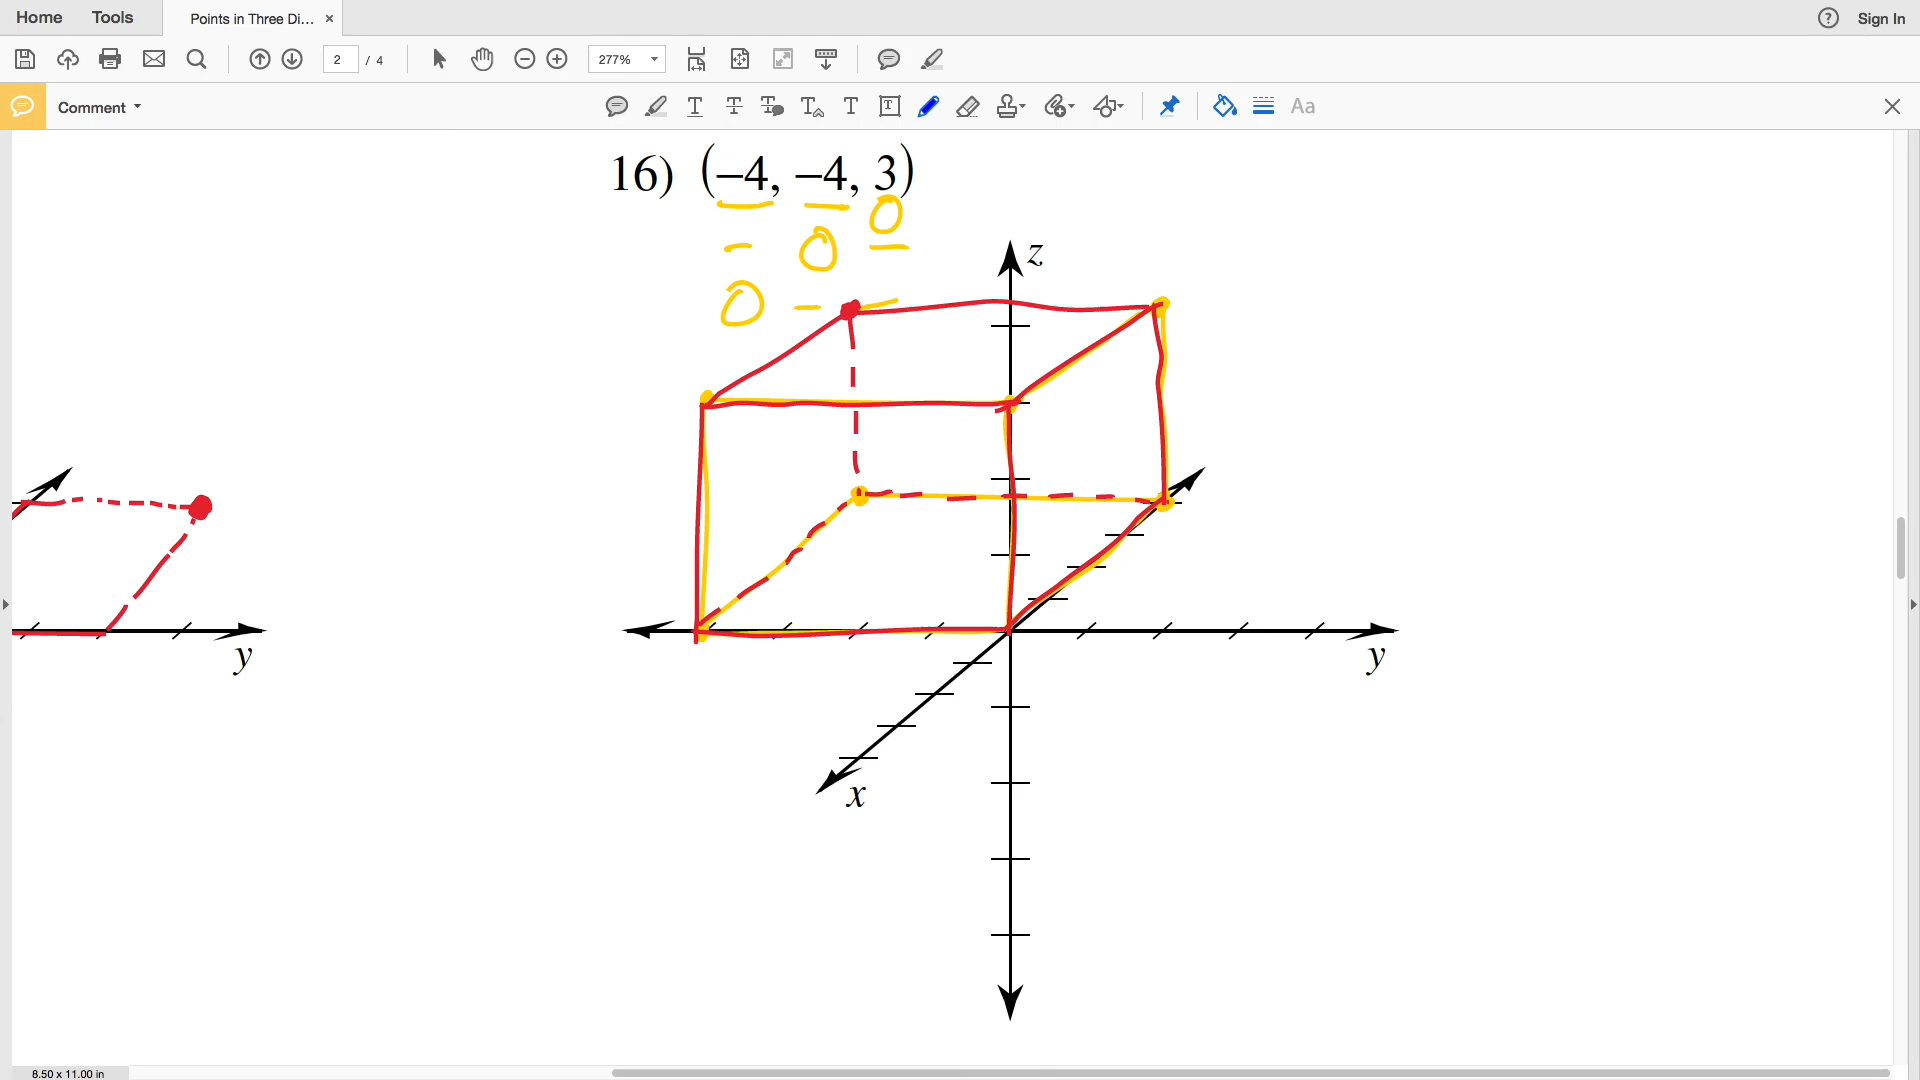 Home Tools Points in Three Di... × ? Sign In
2 / 4 277%
Comment Aa
16) (–4, –4, 3)
– 0 0
0 –
z
y
y
x
8.50 x 11.00 in